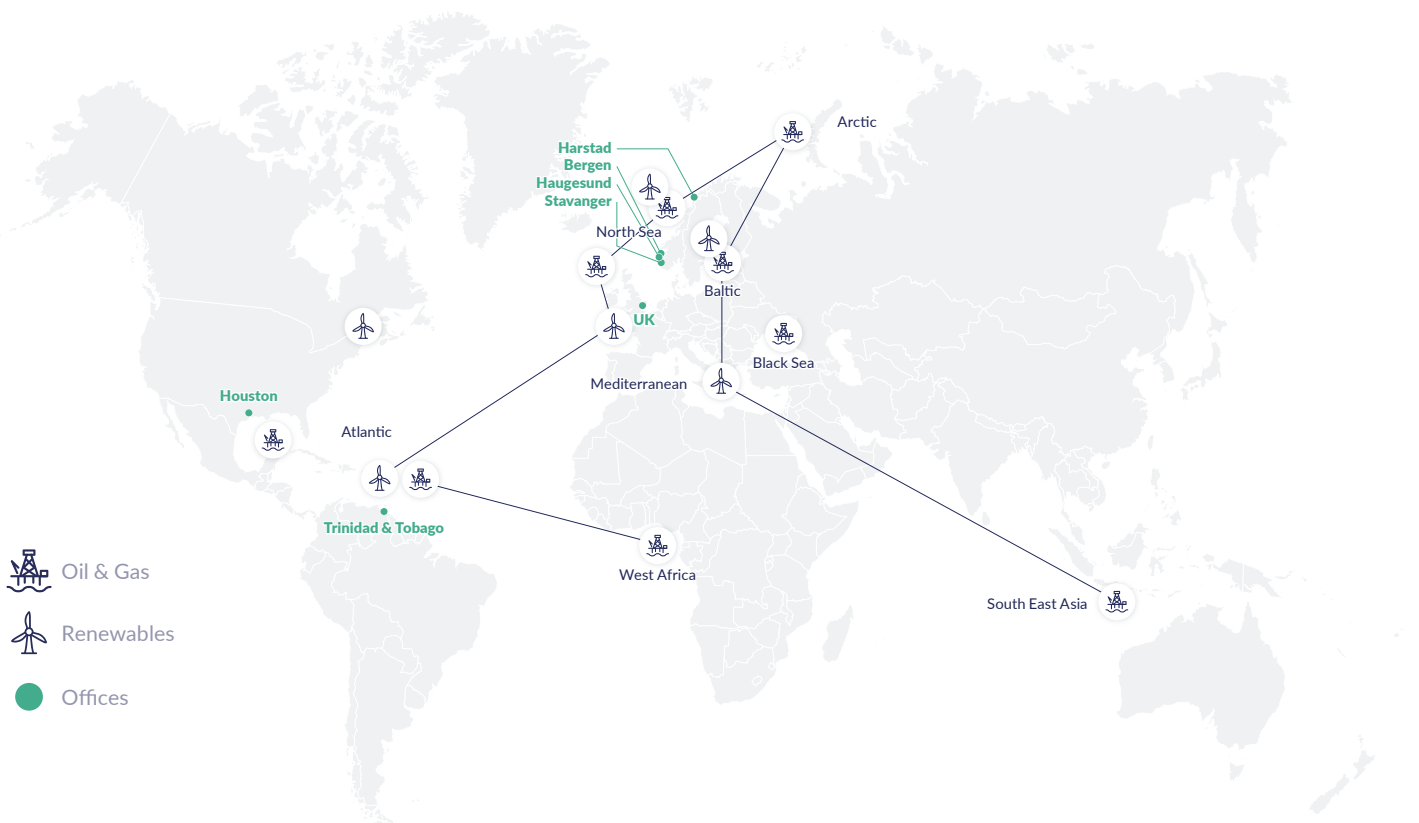 Arctic
Harstad
Bergen
Haugesund
Stavanger
North Sea
Baltic
UK
Black Sea
Mediterranean
Houston
Atlantic
Trinidad & Tobago
West Africa
South East Asia
Oil & Gas
Renewables
Offices